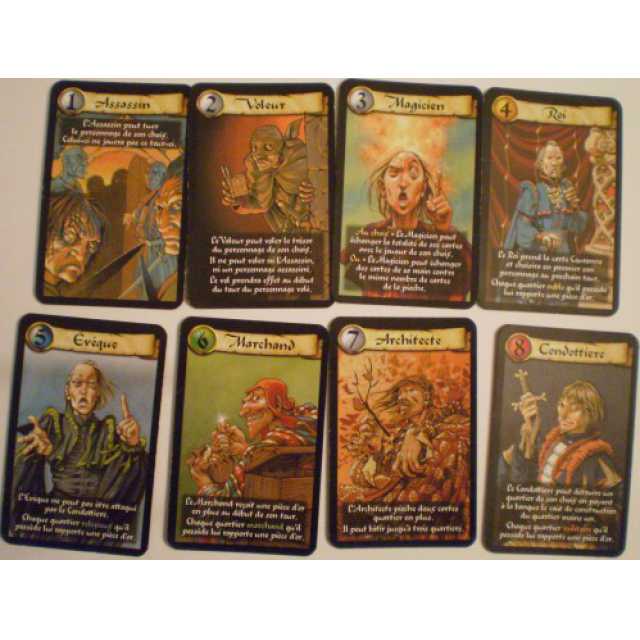 1 Assassin
L'Assassin peut tuer
le personnage de son choix.
Celui-ci ne jouera pas ce tour-ci.
2 Voleur
Le Voleur peut voler le trésor
du personnage de son choix.
Il ne peut voler ni l'Assassin,
ni un personnage assassiné.
Le vol prendra effet au début
du tour du personnage volé.
3 Magicien
Au choix : • Le Magicien peut
échanger la totalité de ses cartes
avec le joueur de son choix.
Ou • Le Magicien peut échanger
des cartes de sa main contre
le même nombre de cartes
de la pioche.
4 Roi
Le Roi prend la carte Couronne
et choisira en premier son
personnage au prochain tour.
Chaque quartier noble qu'il possède
lui rapporte une pièce d'or.
5 Evêque
L'Evêque ne peut pas être attaqué
par le Condottiere.
Chaque quartier religieux qu'il
possède lui rapporte une pièce d'or.
6 Marchand
Le Marchand reçoit une pièce d'or
en plus au début de son tour.
Chaque quartier marchand qu'il
possède lui rapporte une pièce d'or.
7 Architecte
L'Architecte pioche deux cartes
quartier en plus.
Il peut bâtir jusqu'à trois quartiers.
8 Condottiere
Le Condottiere peut détruire un
quartier de son choix en payant
à la banque le coût de construction
du quartier moins un.
Chaque quartier militaire qu'il
possède lui rapporte une pièce d'or.